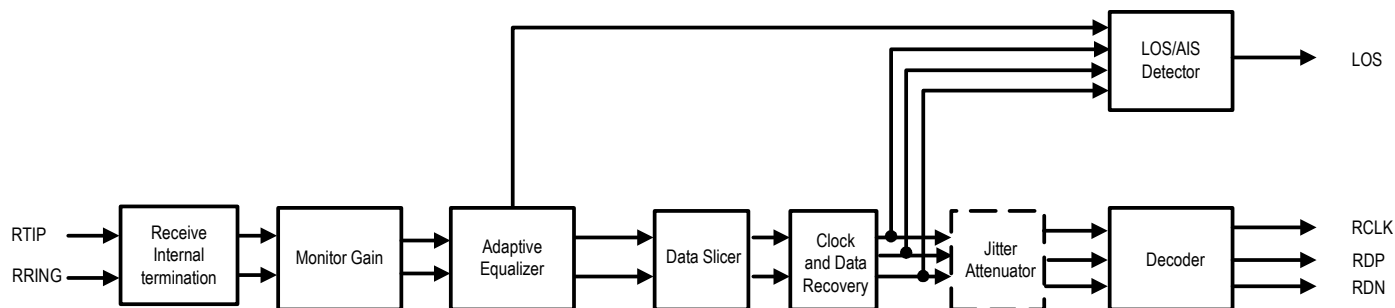 LOS/AIS
Detector
LOS
RTIP
RRING
Receive
Internal
termination
Monitor Gain
Adaptive
Equalizer
Data Slicer
Clock
and Data
Recovery
Jitter
Attenuator
Decoder
RCLK
RDP
RDN